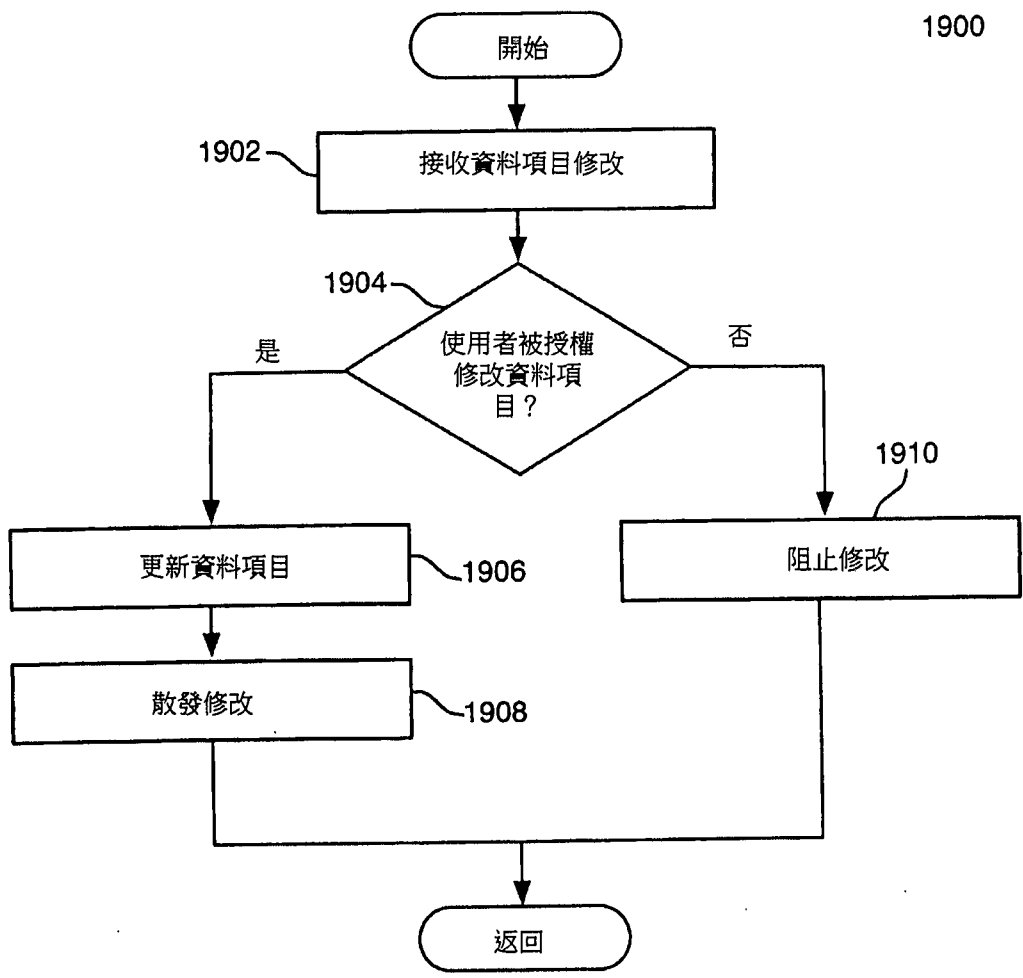 1900
開始
1902
接收資料項目修改
1904
使用者被授權
修改資料項
目？
是
否
1910
更新資料項目
1906
阻止修改
散發修改
1908
返回